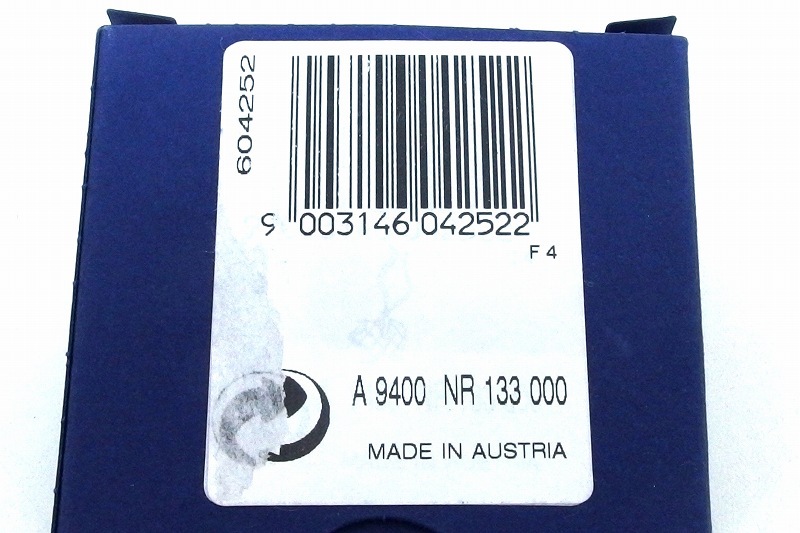 604252
9 003146 042522
F 4
A 9400 NR 133 000
MADE IN AUSTRIA